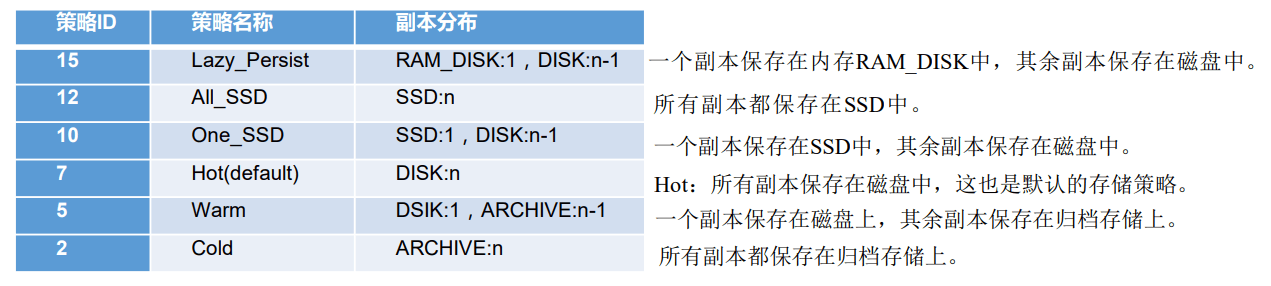 策略ID 策略名称 副本分布
15 Lazy_Persist RAM_DISK:1，DISK:n-1 一个副本保存在内存RAM_DISK中，其余副本保存在磁盘中。
12 All_SSD SSD:n 所有副本都保存在SSD中。
10 One_SSD SSD:1，DISK:n-1 一个副本保存在SSD中，其余副本保存在磁盘中。
7 Hot(default) DISK:n Hot：所有副本保存在磁盘中，这也是默认的存储策略。
5 Warm DSIK:1，ARCHIVE:n-1 一个副本保存在磁盘上，其余副本保存在归档存储上。
2 Cold ARCHIVE:n 所有副本都保存在归档存储上。